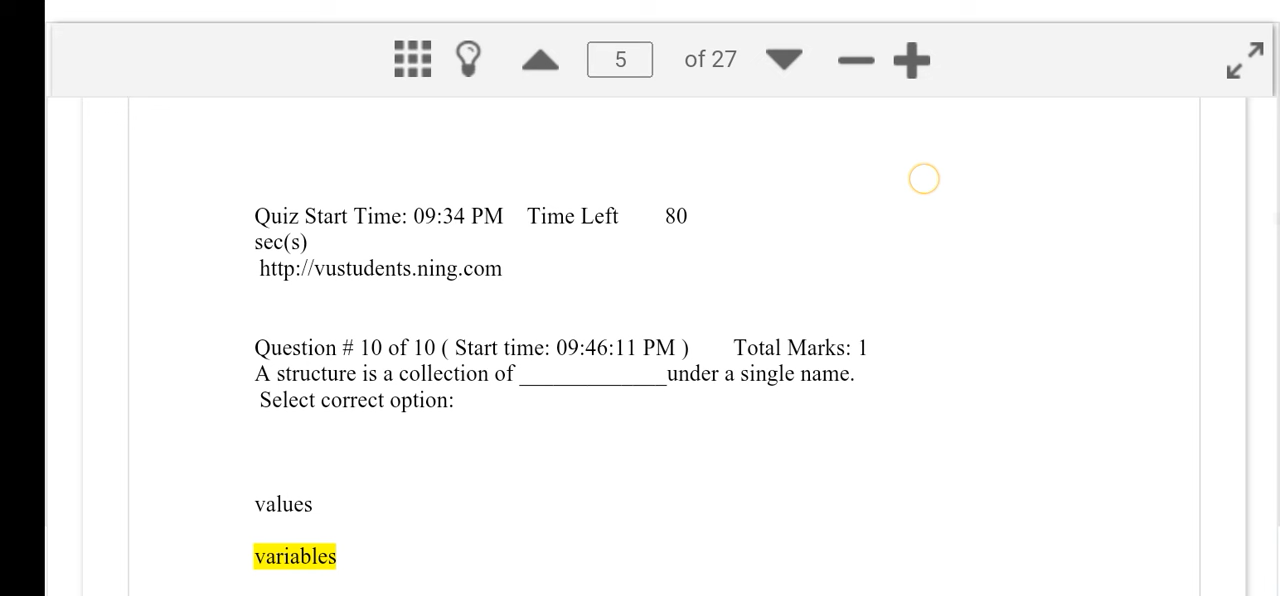 5 of 27
Quiz Start Time: 09:34 PM Time Left 80
sec(s)
http://vustudents.ning.com
Question # 10 of 10 ( Start time: 09:46:11 PM ) Total Marks: 1
A structure is a collection of _____________under a single name.
Select correct option:
values
variables